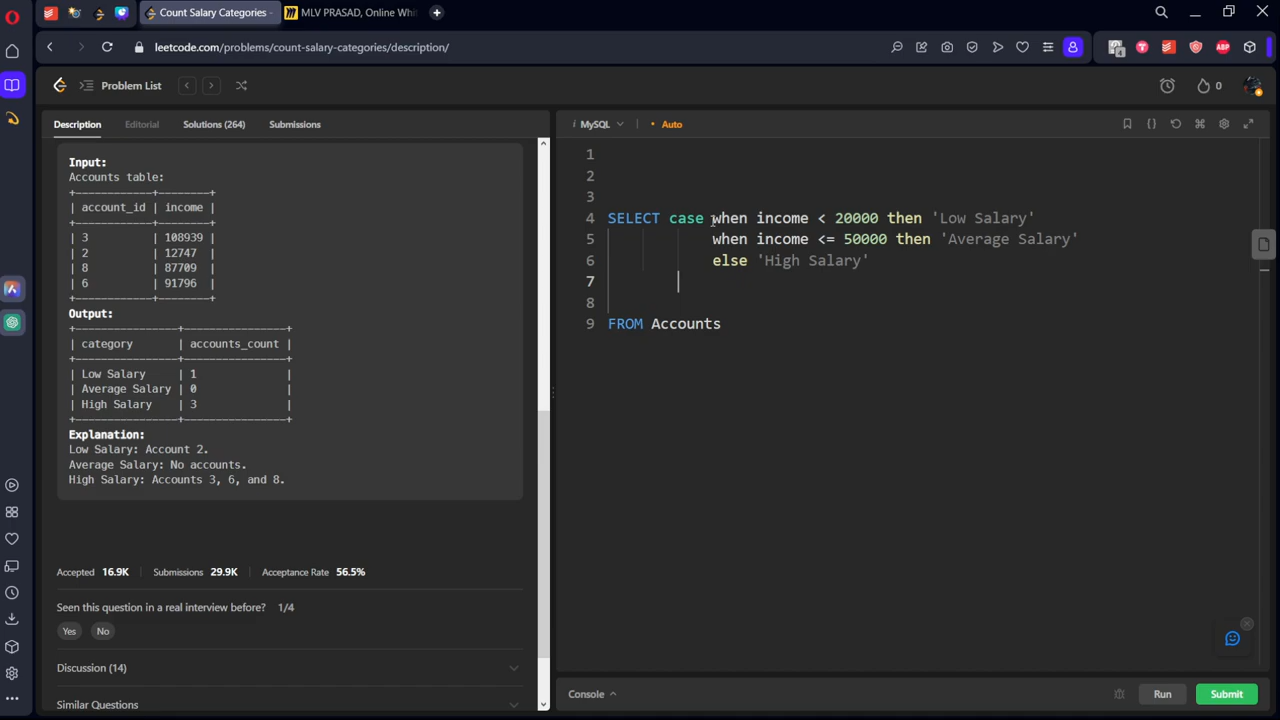 Count Salary Categories -
MLV PRASAD, Online Whi
leetcode.com/problems/count-salary-categories/description/
4
ABP
Problem List
0
Description
Editorial
Solutions (264)
Submissions
Input:
Accounts table:
+------------+--------+
| account_id | income |
+------------+--------+
| 3          | 108939 |
| 2          | 12747  |
| 8          | 87709  |
| 6          | 91796  |
+------------+--------+
Output:
+----------------+----------------+
| category       | accounts_count |
+----------------+----------------+
| Low Salary     | 1              |
| Average Salary | 0              |
| High Salary    | 3              |
+----------------+----------------+
Explanation:
Low Salary: Account 2.
Average Salary: No accounts.
High Salary: Accounts 3, 6, and 8.
Accepted 16.9K
Submissions 29.9K
Acceptance Rate 56.5%
Seen this question in a real interview before? 1/4
Yes
No
Discussion (14)
Similar Questions
i MySQL
• Auto
1
2
3
4 SELECT case when income < 20000 then 'Low Salary'
5 when income <= 50000 then 'Average Salary'
6 else 'High Salary'
7
8
9 FROM Accounts
Console
Run
Submit